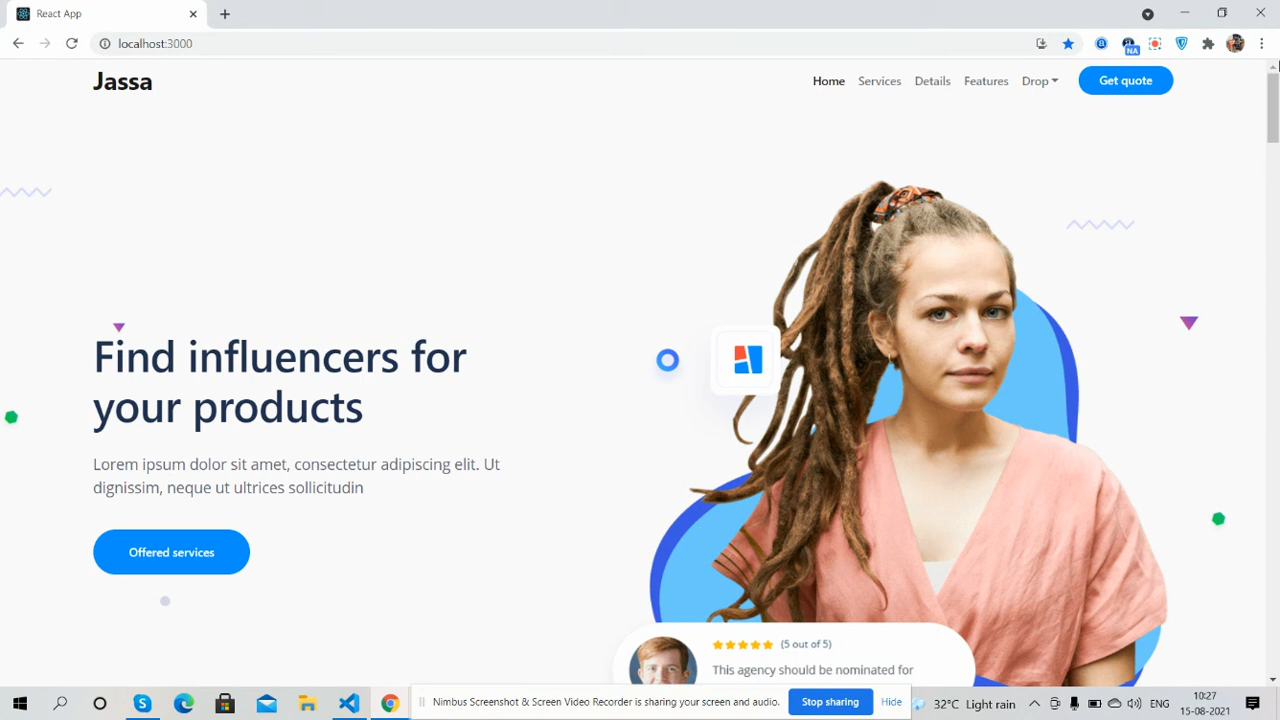 React App
localhost:3000
NA
Jassa
Home Services Details Features Drop Get quote
Find influencers for
your products
Lorem ipsum dolor sit amet, consectetur adipiscing elit. Ut
dignissim, neque ut ultrices sollicitudin
Offered services
(5 out of 5)
This agency should be nominated for
Nimbus Screenshot & Screen Video Recorder is sharing your screen and audio. Stop sharing Hide
32°C Light rain
ENG
10:27
15-08-2021